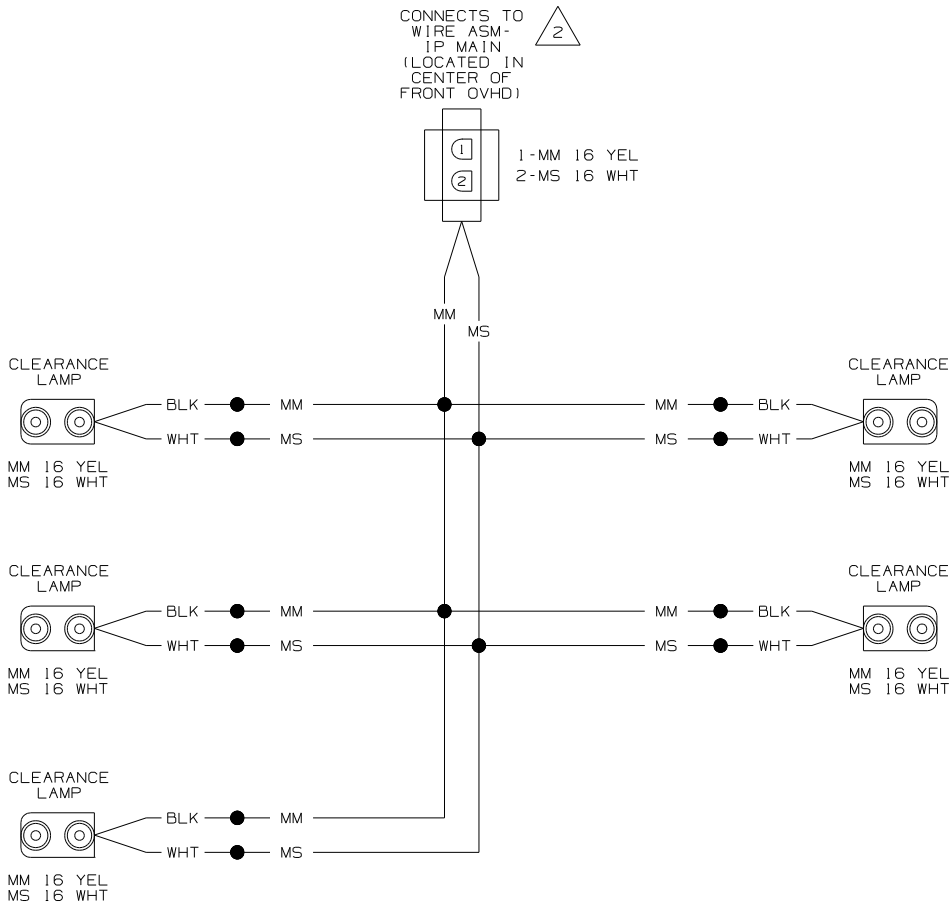 CONNECTS TO
WIRE ASM-
IP MAIN
(LOCATED IN
CENTER OF
FRONT OVHD)
2
1
2
1-MM 16 YEL
2-MS 16 WHT
MM
MS
CLEARANCE
LAMP
BLK MM
WHT MS
MM 16 YEL
MS 16 WHT
CLEARANCE
LAMP
MM BLK
MS WHT
MM 16 YEL
MS 16 WHT
CLEARANCE
LAMP
BLK MM
WHT MS
MM 16 YEL
MS 16 WHT
CLEARANCE
LAMP
MM BLK
MS WHT
MM 16 YEL
MS 16 WHT
CLEARANCE
LAMP
BLK MM
WHT MS
MM 16 YEL
MS 16 WHT